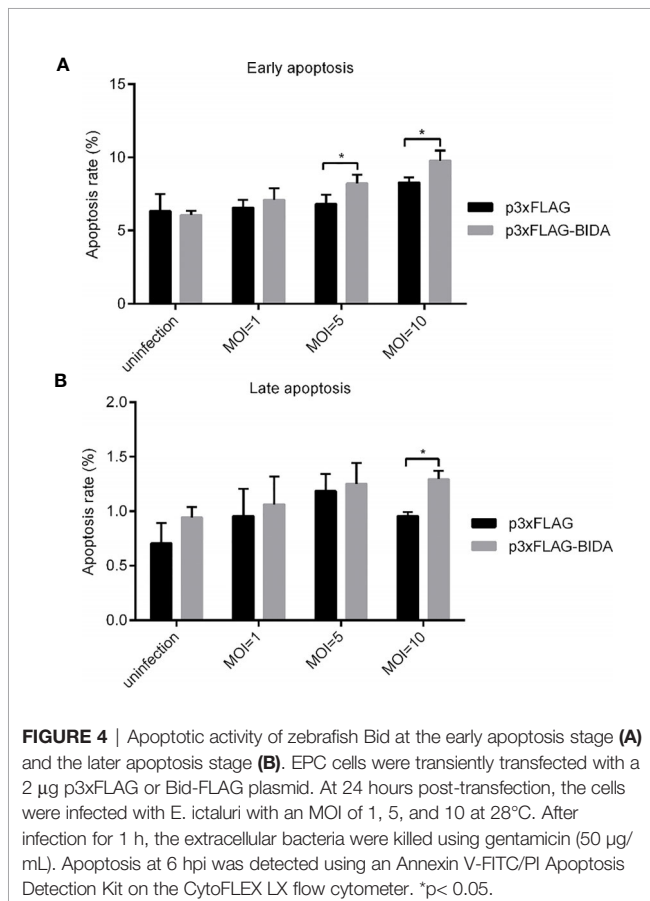 A
Early apoptosis
15
10
5
0
Apoptosis rate (%)
*
*
p3xFLAG
p3xFLAG-BIDA
uninfection
MOI=1
MOI=5
MOI=10
B
Late apoptosis
2.0
1.5
1.0
0.5
0.0
Apoptosis rate (%)
*
p3xFLAG
p3xFLAG-BIDA
uninfection
MOI=1
MOI=5
MOI=10
FIGURE 4 | Apoptotic activity of zebrafish Bid at the early apoptosis stage (A)
and the later apoptosis stage (B). EPC cells were transiently transfected with a
2 μg p3xFLAG or Bid-FLAG plasmid. At 24 hours post-transfection, the cells
were infected with E. ictaluri with an MOI of 1, 5, and 10 at 28°C. After
infection for 1 h, the extracellular bacteria were killed using gentamicin (50 μg/
mL). Apoptosis at 6 hpi was detected using an Annexin V-FITC/PI Apoptosis
Detection Kit on the CytoFLEX LX flow cytometer. *p< 0.05.